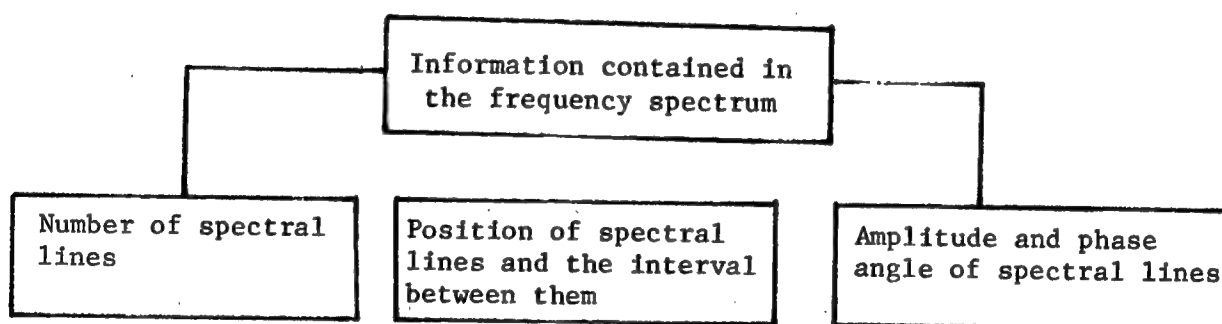 Information contained in
the frequency spectrum
Number of spectral
lines
Position of spectral
lines and the interval
between them
Amplitude and phase
angle of spectral lines